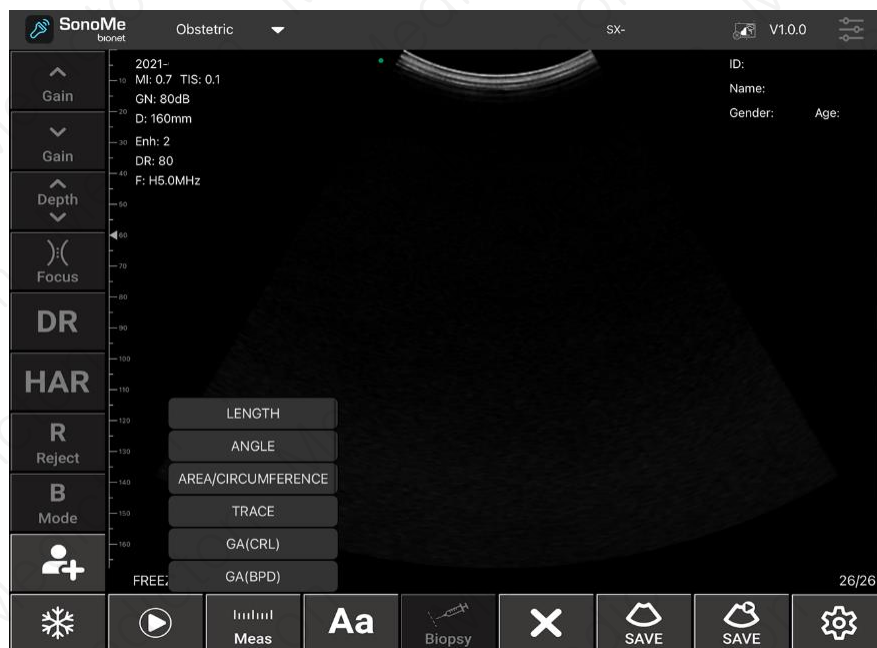 SonoMe
bionet
Obstetric
SX-
V1.0.0
Gain
Gain
Depth
Focus
DR
HAR
R
Reject
B
Mode
2021-
MI: 0.7 TIS: 0.1
GN: 80dB
D: 160mm
Enh: 2
DR: 80
F: H5.0MHz
10
20
30
40
50
60
70
80
90
100
110
120
130
140
150
160
ID:
Name:
Gender: Age:
LENGTH
ANGLE
AREA/CIRCUMFERENCE
TRACE
GA(CRL)
GA(BPD)
FREEZ
26/26
Meas
Aa
Biopsy
SAVE
SAVE